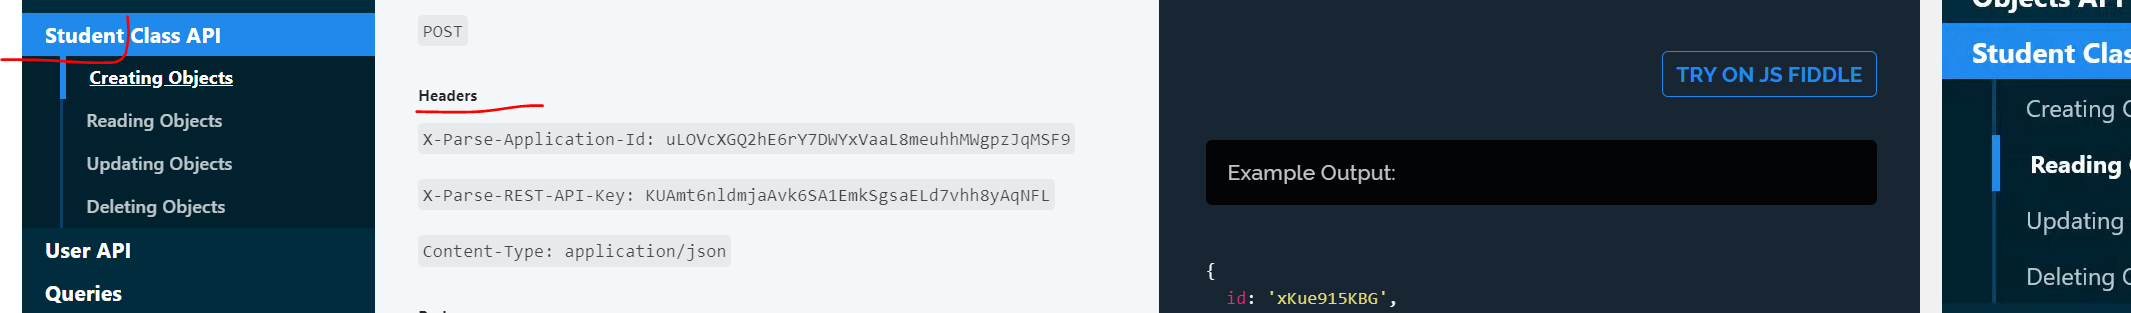 Student Class API
Creating Objects
Reading Objects
Updating Objects
Deleting Objects
User API
Queries
POST
Headers
X-Parse-Application-Id: uLOVcXGQ2hE6rY7DWYxVaaL8meuhhMWgpzJqMSF9
X-Parse-REST-API-Key: KUAmt6nldmjaAvk6SA1EmkSgsaELd7vhh8yAqNFL
Content-Type: application/json
TRY ON JS FIDDLE
Example Output:
{
id: 'xKue915KBG',
Objects API
Student Clas
Creating O
Reading
Updating
Deleting O